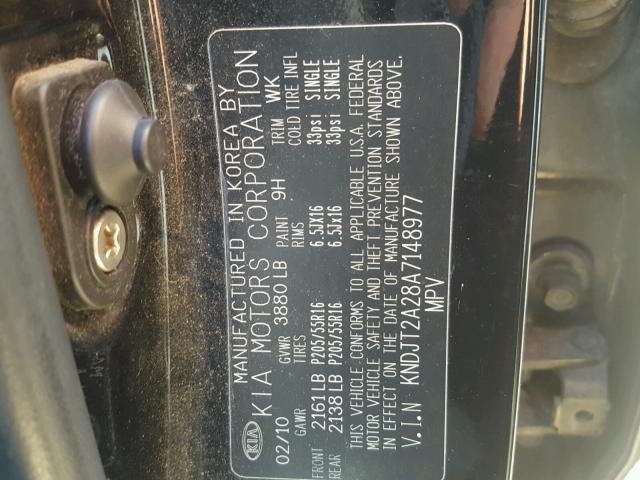 MANUFACTURED IN KOREA BY
KIA KIA MOTORS CORPORATION
02/10 GVWR 3880 LB PAINT 9H TRIM WK
GAWR TIRES RIMS COLD TIRE INFL
FRONT 2161 LB P205/55R16 6.5JX16 33psi SINGLE
REAR 2138 LB P205/55R16 6.5JX16 33psi SINGLE
THIS VEHICLE CONFORMS TO ALL APPLICABLE U.S.A. FEDERAL
MOTOR VEHICLE SAFETY AND THEFT PREVENTION STANDARDS
IN EFFECT ON THE DATE OF MANUFACTURE SHOWN ABOVE.
V.I.N KNDJT2A28A7148977
MPV